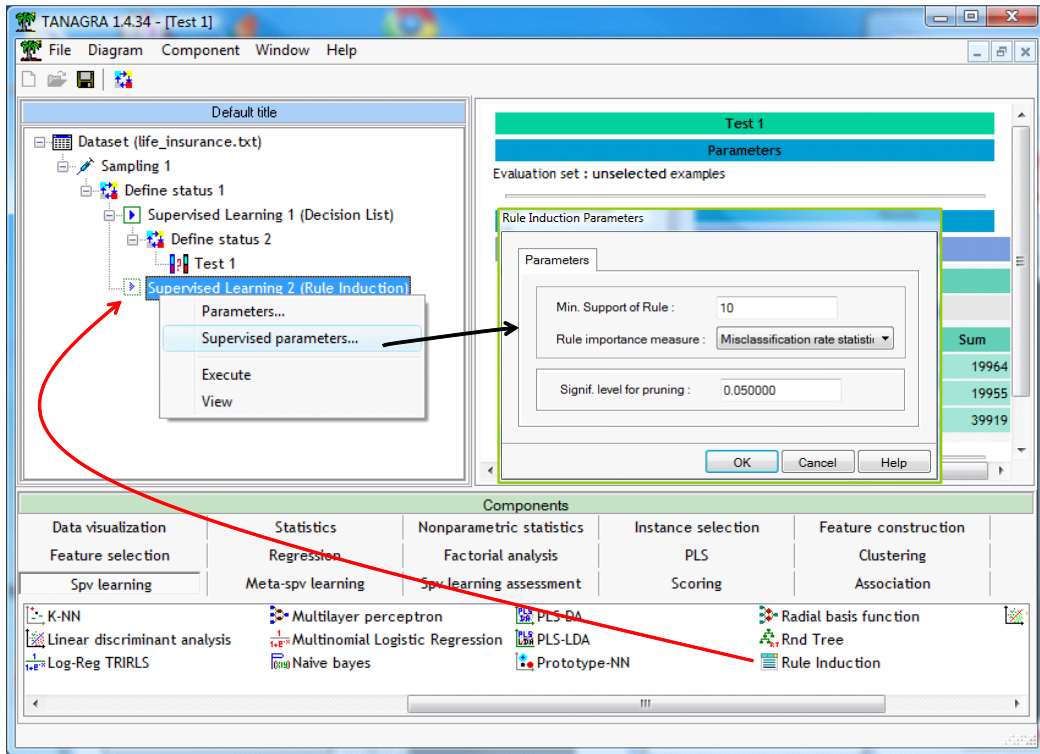 TANAGRA 1.4.34 - [Test 1]
File Diagram Component Window Help
Default title
Dataset (life_insurance.txt)
Sampling 1
Define status 1
Supervised Learning 1 (Decision List)
Define status 2
Test 1
Supervised Learning 2 (Rule Induction)
Parameters...
Supervised parameters...
Execute
View
Test 1
Parameters
Evaluation set : unselected examples
Rule Induction Parameters
Parameters
Min. Support of Rule : 10
Rule importance measure : Misclassification rate statisti
Signif. level for pruning : 0.050000
OK Cancel Help
Sum
19964
19955
39919
Components
Data visualization Statistics Nonparametric statistics Instance selection Feature construction
Feature selection Regression Factorial analysis PLS Clustering
Spv learning Meta-spv learning Spv learning assessment Scoring Association
K-NN Multilayer perceptron PLS-DA Radial basis function
Linear discriminant analysis Multinomial Logistic Regression PLS-LDA Rnd Tree
Log-Reg TRIRLS Naive bayes Prototype-NN Rule Induction